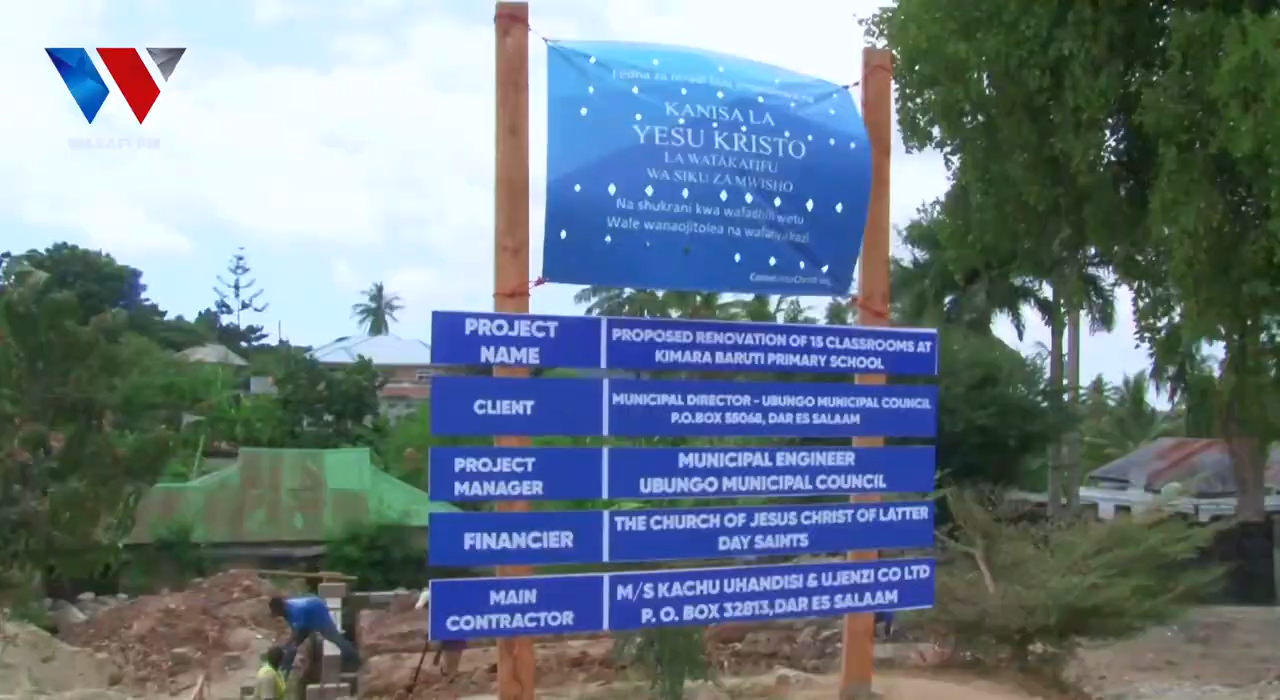 WASAFI FM
KANISA LA
YESU KRISTO
LA WATAKATIFU
WA SIKU ZA MWISHO
Na shukrani kwa wafadhili wetu
Wale wanaojitolea na wafanyakazi
PROJECT NAME
PROPOSED RENOVATION OF 15 CLASSROOMS AT
KIMARA BARUTI PRIMARY SCHOOL
CLIENT
MUNICIPAL DIRECTOR - UBUNGO MUNICIPAL COUNCIL
P.O.BOX 55068, DAR ES SALAAM
PROJECT MANAGER
MUNICIPAL ENGINEER
UBUNGO MUNICIPAL COUNCIL
FINANCIER
THE CHURCH OF JESUS CHRIST OF LATTER
DAY SAINTS
MAIN CONTRACTOR
M/S KACHU UHANDISI & UJENZI CO LTD
P. O. BOX 32813, DAR ES SALAAM